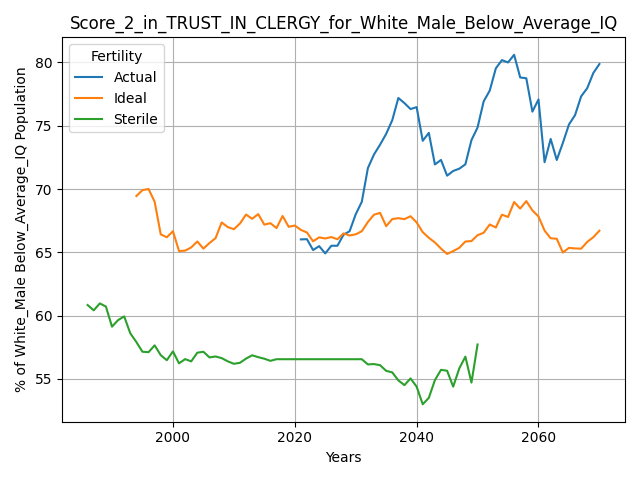 Score_2_in_TRUST_IN_CLERGY_for_White_Male_Below_Average_IQ
% of White_Male Below_Average_IQ Population
80
75
70
65
60
55
Fertility
Actual
Ideal
Sterile
2000 2020 2040 2060
Years